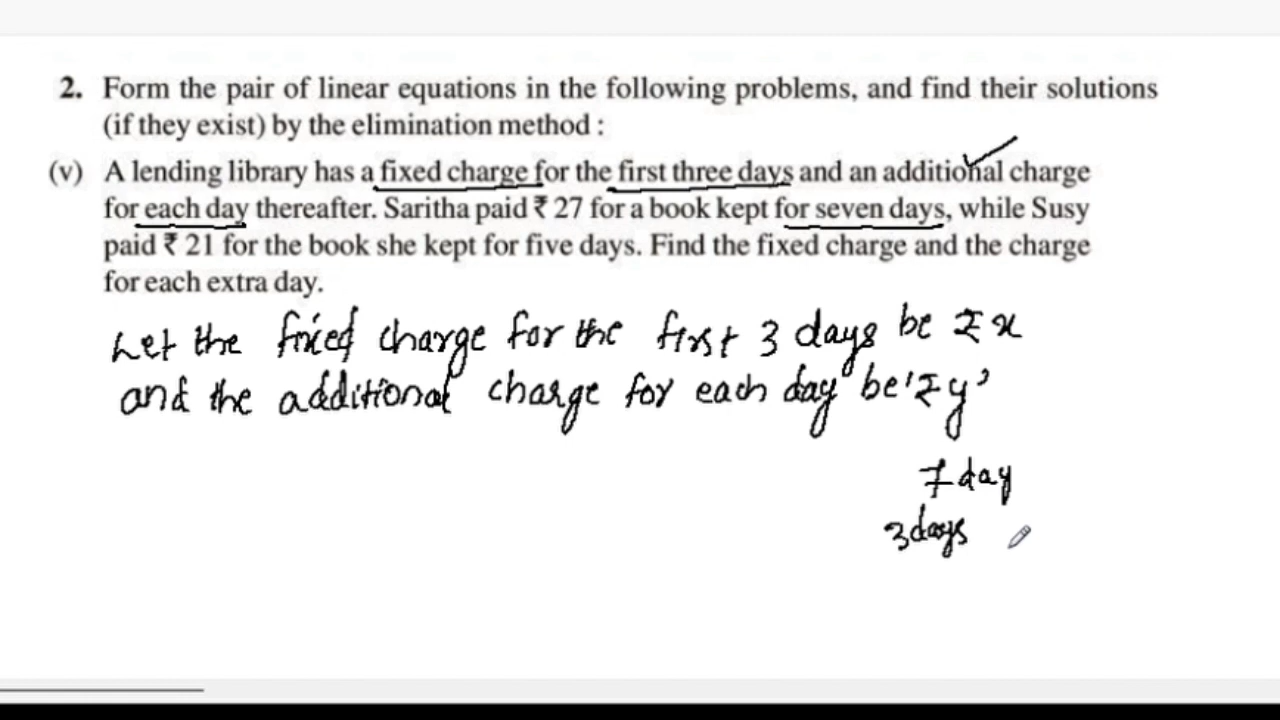 2. Form the pair of linear equations in the following problems, and find their solutions
(if they exist) by the elimination method :
(v) A lending library has a fixed charge for the first three days and an additional charge
for each day thereafter. Saritha paid ₹ 27 for a book kept for seven days, while Susy
paid ₹ 21 for the book she kept for five days. Find the fixed charge and the charge
for each extra day.
Let the fixed charge for the first 3 days be ₹ x
and the additional charge for each day be '₹ y'
7 day
3 days